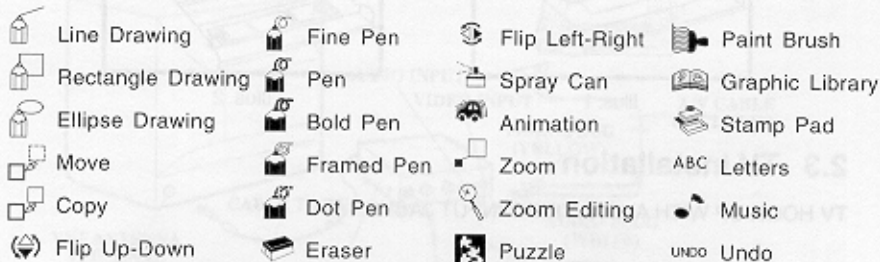 Line Drawing Fine Pen Flip Left-Right Paint Brush
Rectangle Drawing Pen Spray Can Graphic Library
Ellipse Drawing Bold Pen Animation Stamp Pad
Move Framed Pen Zoom ABC Letters
Copy Dot Pen Zoom Editing Music
Flip Up-Down Eraser Puzzle UNDO Undo